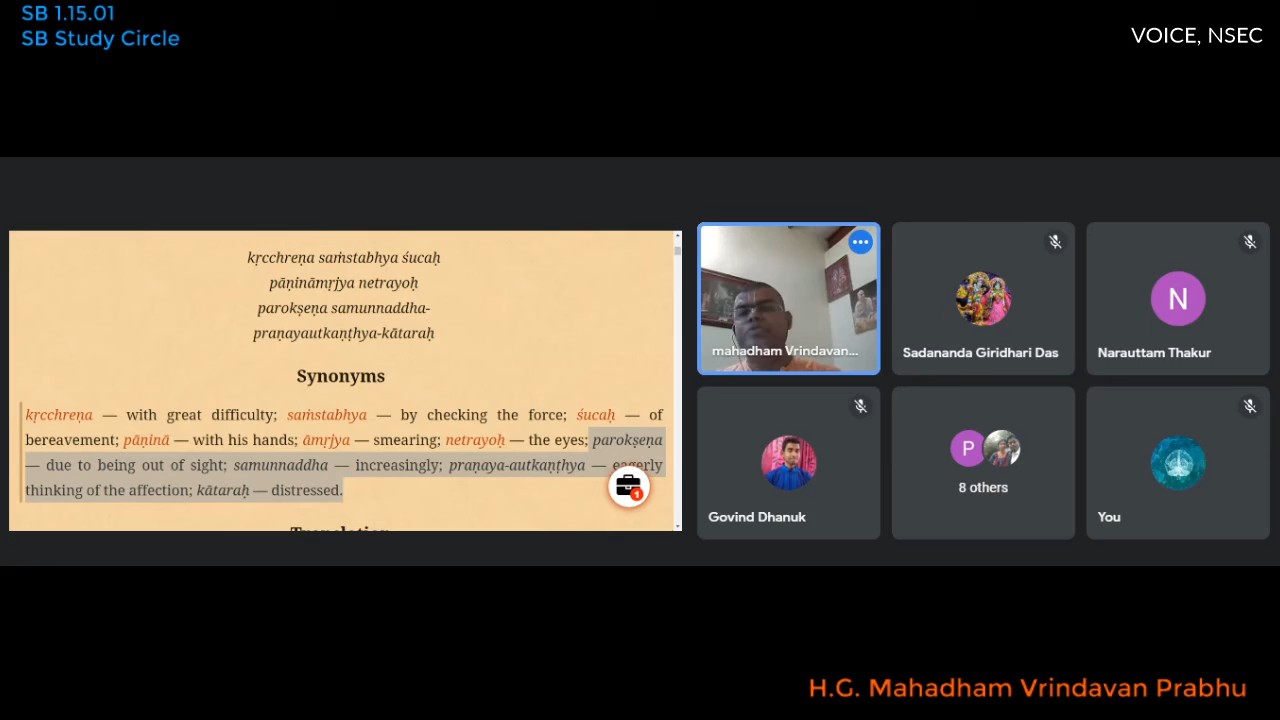 SB 1.15.01
SB Study Circle
VOICE, NSEC
kṛcchreṇa saṁstabhya śucaḥ
pāṇināmṛjya netrayoḥ
parokṣeṇa samunnaddha-
praṇayautkaṇṭhya-kātaraḥ
Synonyms
kṛcchreṇa — with great difficulty; saṁstabhya — by checking the force; śucaḥ — of
bereavement; pāṇinā — with his hands; āmṛjya — smearing; netrayoḥ — the eyes; parokṣeṇa
— due to being out of sight; samunnaddha — increasingly; praṇaya-autkaṇṭhya — eagerly
thinking of the affection; kātaraḥ — distressed.
1
mahadham Vrindavan...
Sadananda Giridhari Das
N
Narauttam Thakur
Govind Dhanuk
P
8 others
You
H.G. Mahadham Vrindavan Prabhu